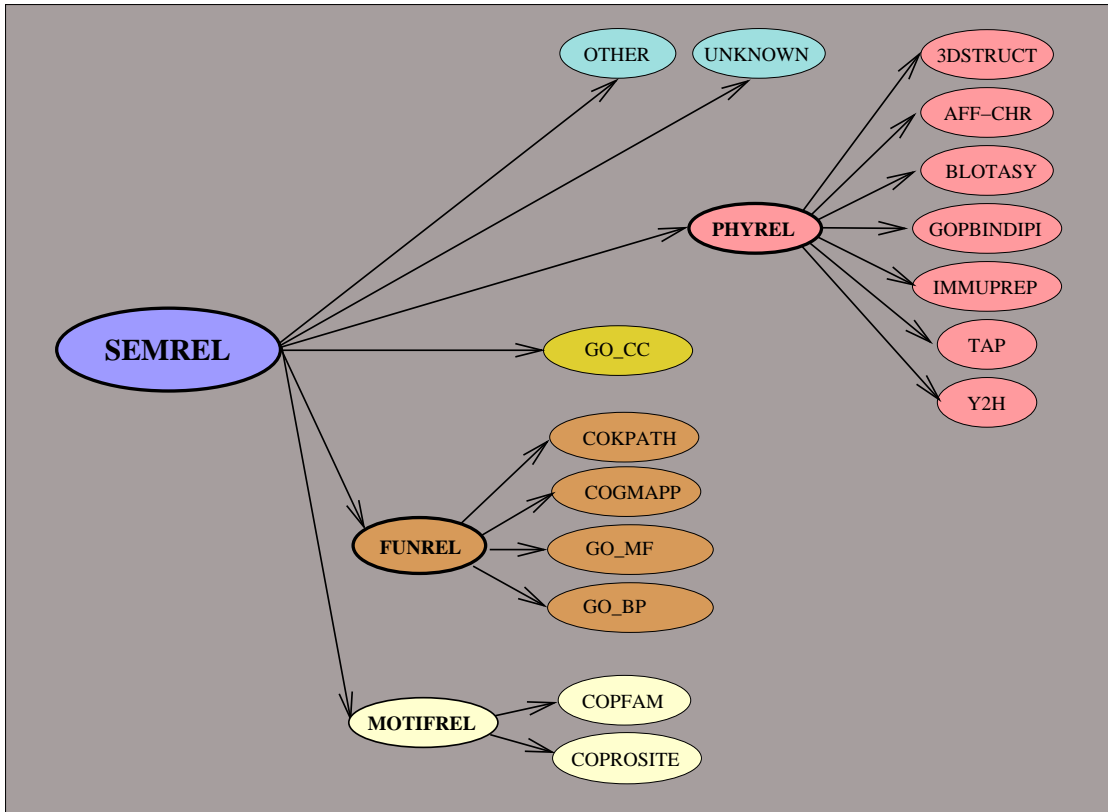 OTHER
UNKNOWN
3DSTRUCT
AFF−CHR
BLOTASY
PHYREL
GOPBINDIPI
IMMUPREP
SEMREL
GO_CC
TAP
Y2H
COKPATH
COGMAPP
FUNREL
GO_MF
GO_BP
COPFAM
MOTIFREL
COPROSITE